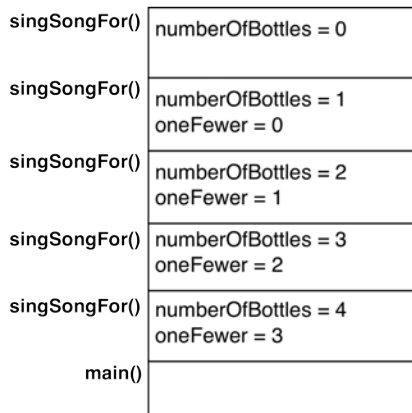 singSongFor()
numberOfBottles = 0
singSongFor()
numberOfBottles = 1
oneFewer = 0
singSongFor()
numberOfBottles = 2
oneFewer = 1
singSongFor()
numberOfBottles = 3
oneFewer = 2
singSongFor()
numberOfBottles = 4
oneFewer = 3
main()